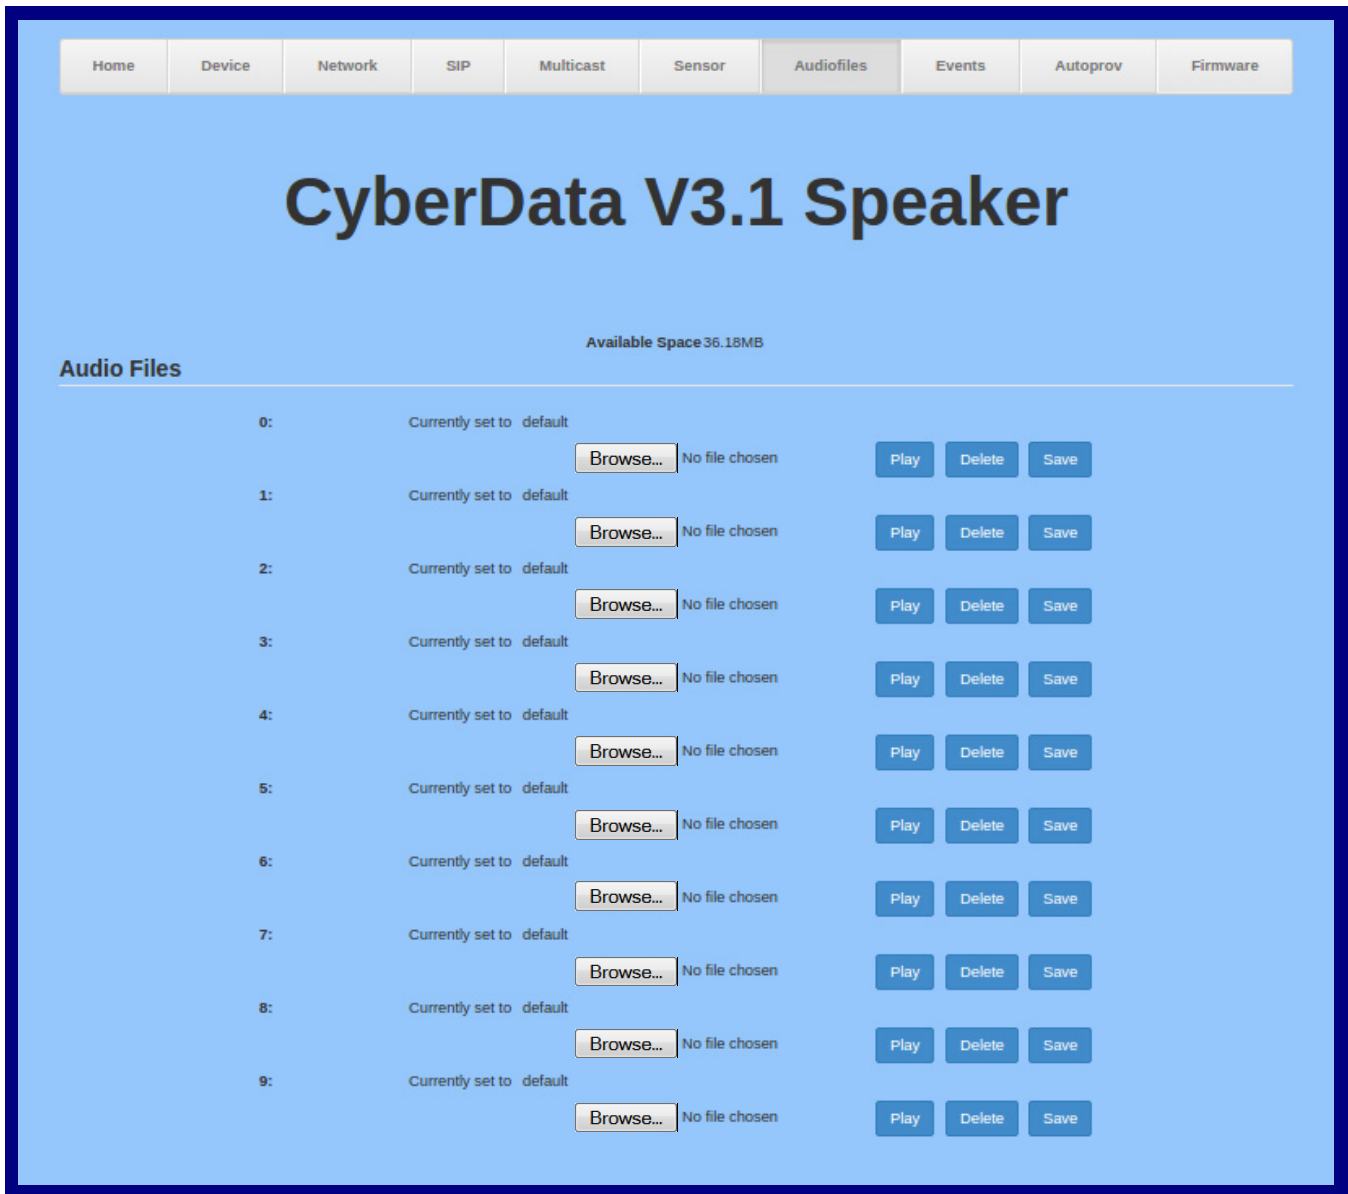 Home Device Network SIP Multicast Sensor Audiofiles Events Autoprov Firmware
CyberData V3.1 Speaker
Available Space 36.18MB
Audio Files
0: Currently set to default
Browse... No file chosen Play Delete Save
1: Currently set to default
Browse... No file chosen Play Delete Save
2: Currently set to default
Browse... No file chosen Play Delete Save
3: Currently set to default
Browse... No file chosen Play Delete Save
4: Currently set to default
Browse... No file chosen Play Delete Save
5: Currently set to default
Browse... No file chosen Play Delete Save
6: Currently set to default
Browse... No file chosen Play Delete Save
7: Currently set to default
Browse... No file chosen Play Delete Save
8: Currently set to default
Browse... No file chosen Play Delete Save
9: Currently set to default
Browse... No file chosen Play Delete Save